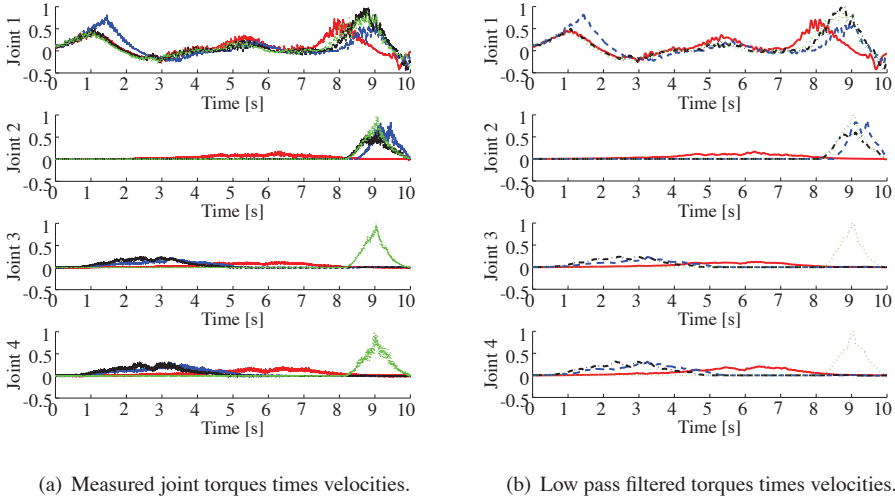 Joint 1
1
0.5
0
-0.5
0 1 2 3 4 5 6 7 8 9 10
Time [s]
Joint 2
1
0.5
0
-0.5
0 1 2 3 4 5 6 7 8 9 10
Time [s]
Joint 3
1
0.5
0
-0.5
0 1 2 3 4 5 6 7 8 9 10
Time [s]
Joint 4
1
0.5
0
-0.5
0 1 2 3 4 5 6 7 8 9 10
Time [s]
(a) Measured joint torques times velocities.
Joint 1
1
0.5
0
-0.5
0 1 2 3 4 5 6 7 8 9 10
Time [s]
Joint 2
1
0.5
0
-0.5
0 1 2 3 4 5 6 7 8 9 10
Time [s]
Joint 3
1
0.5
0
-0.5
0 1 2 3 4 5 6 7 8 9 10
Time [s]
Joint 4
1
0.5
0
-0.5
0 1 2 3 4 5 6 7 8 9 10
Time [s]
(b) Low pass filtered torques times velocities.